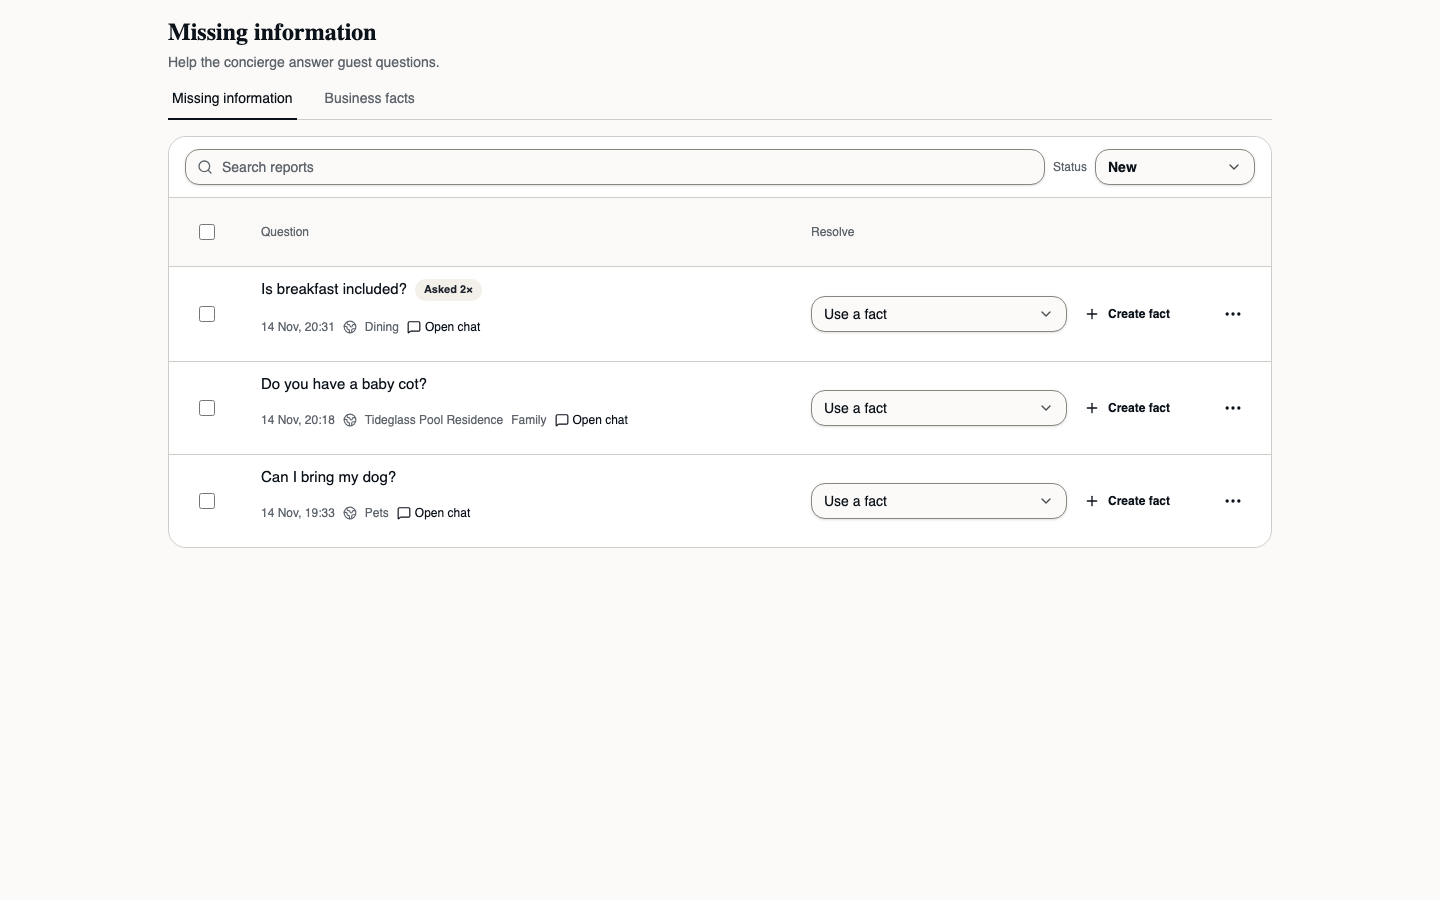 Missing information
Help the concierge answer guest questions.
Missing information Business facts
Search reports Status New
Question Resolve
Is breakfast included? Asked 2×
14 Nov, 20:31 Dining Open chat
Use a fact Create fact
Do you have a baby cot?
14 Nov, 20:18 Tideglass Pool Residence Family Open chat
Use a fact Create fact
Can I bring my dog?
14 Nov, 19:33 Pets Open chat
Use a fact Create fact